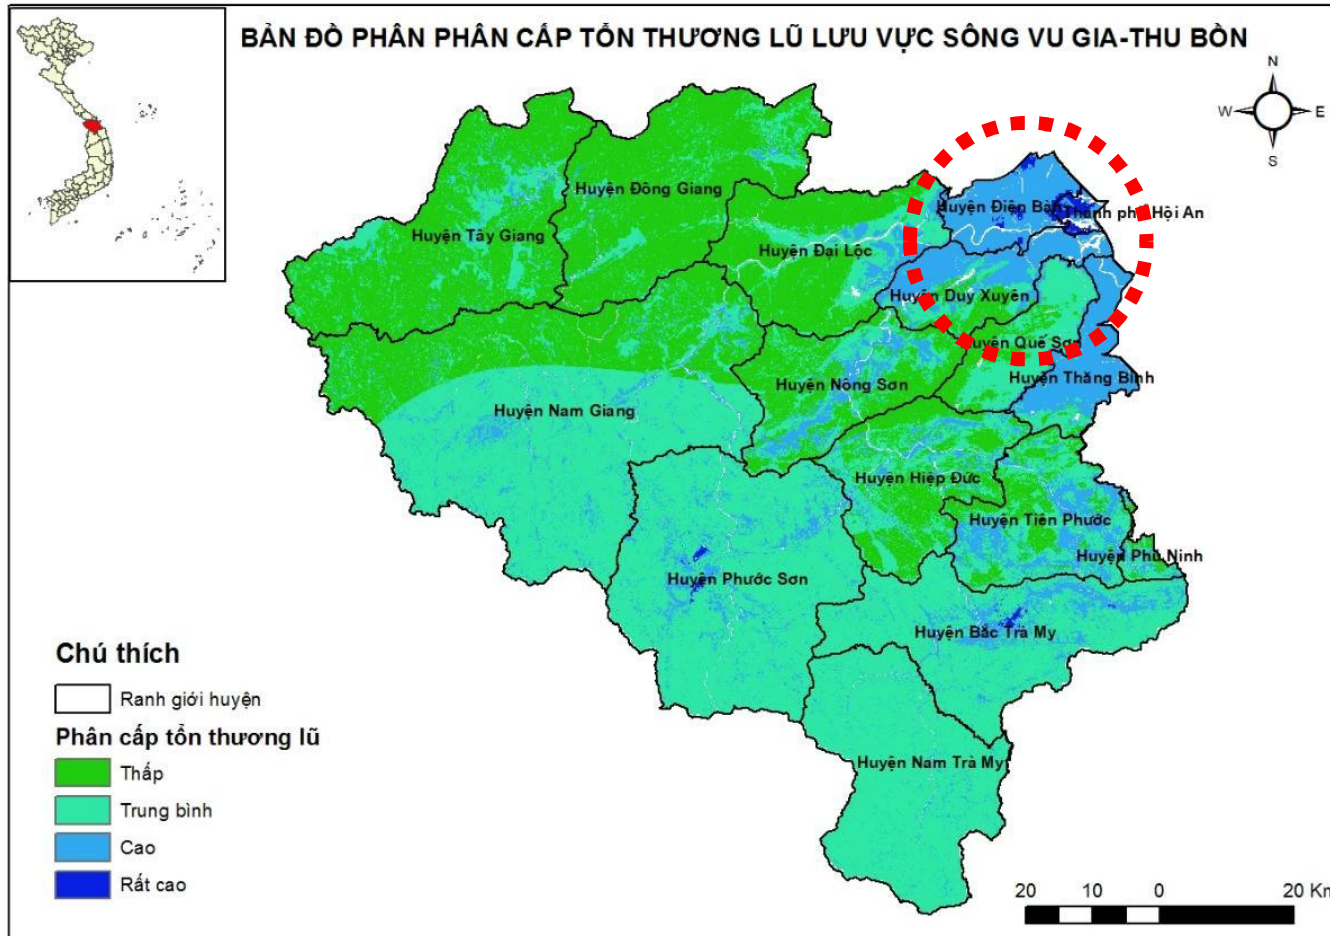 BẢN ĐỒ PHÂN PHÂN CẤP TỔN THƯƠNG LŨ LƯU VỰC SÔNG VU GIA-THU BỒN
N
W
E
S
Huyện Đông Giang
Huyện Điện Bàn
Thành phố Hội An
Huyện Tây Giang
Huyện Đại Lộc
Huyện Duy Xuyên
Huyện Quế Sơn
Huyện Nông Sơn
Huyện Thăng Bình
Huyện Nam Giang
Huyện Hiệp Đức
Huyện Tiên Phước
Huyện Phú Ninh
Huyện Phước Sơn
Huyện Bắc Trà My
Huyện Nam Trà My
Chú thích
Ranh giới huyện
Phân cấp tổn thương lũ
Thấp
Trung bình
Cao
Rất cao
20 10 0 20 Km